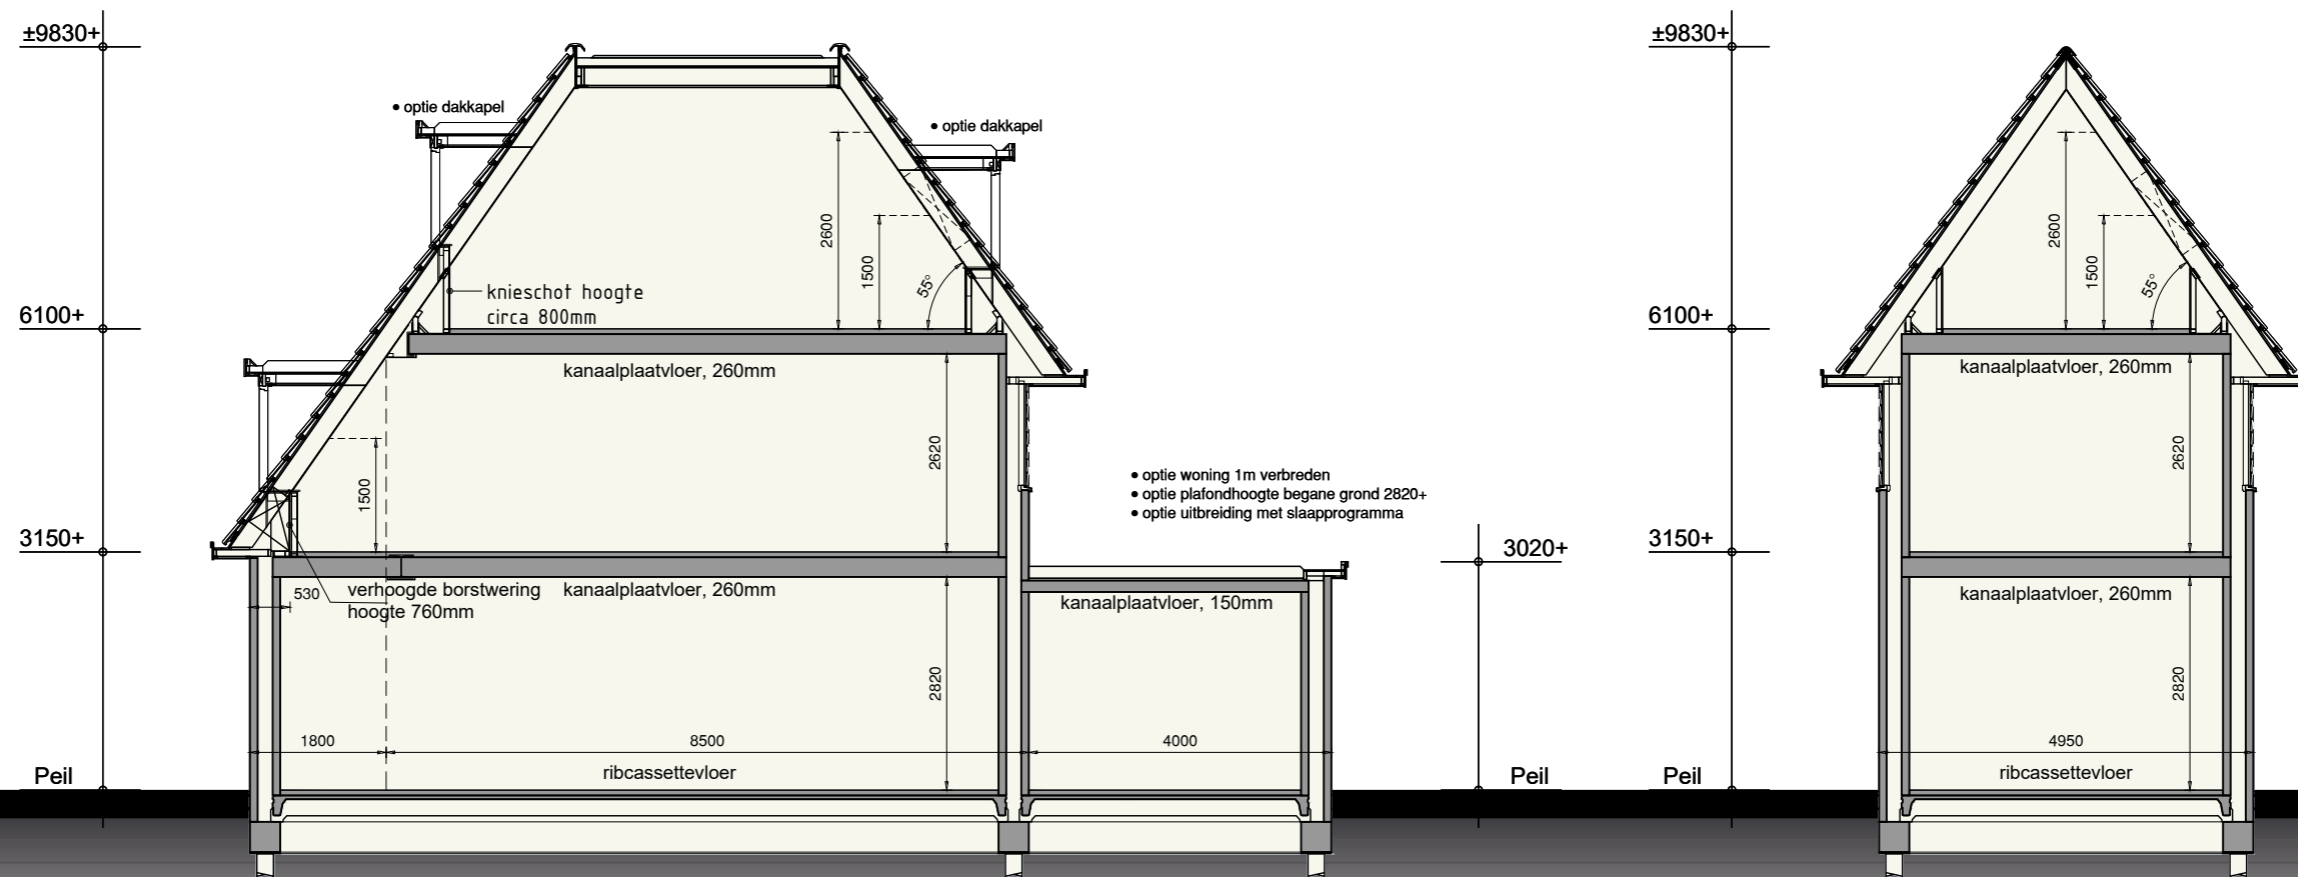 ±9830+
±9830+
• optie dakkapel
• optie dakkapel
2600
1500
55°
knieschot hoogte
circa 800mm
2600
1500
55°
6100+
6100+
kanaalplaatvloer, 260mm
kanaalplaatvloer, 260mm
2620
1500
2620
• optie woning 1m verbreden
• optie plafondhoogte begane grond 2820+
• optie uitbreiding met slaapprogramma
3150+
3020+
3150+
530
verhoogde borstwering
hoogte 760mm
kanaalplaatvloer, 260mm
kanaalplaatvloer, 150mm
kanaalplaatvloer, 260mm
2820
2820
1800
8500
4000
4950
Peil
ribcassettevloer
Peil
Peil
ribcassettevloer